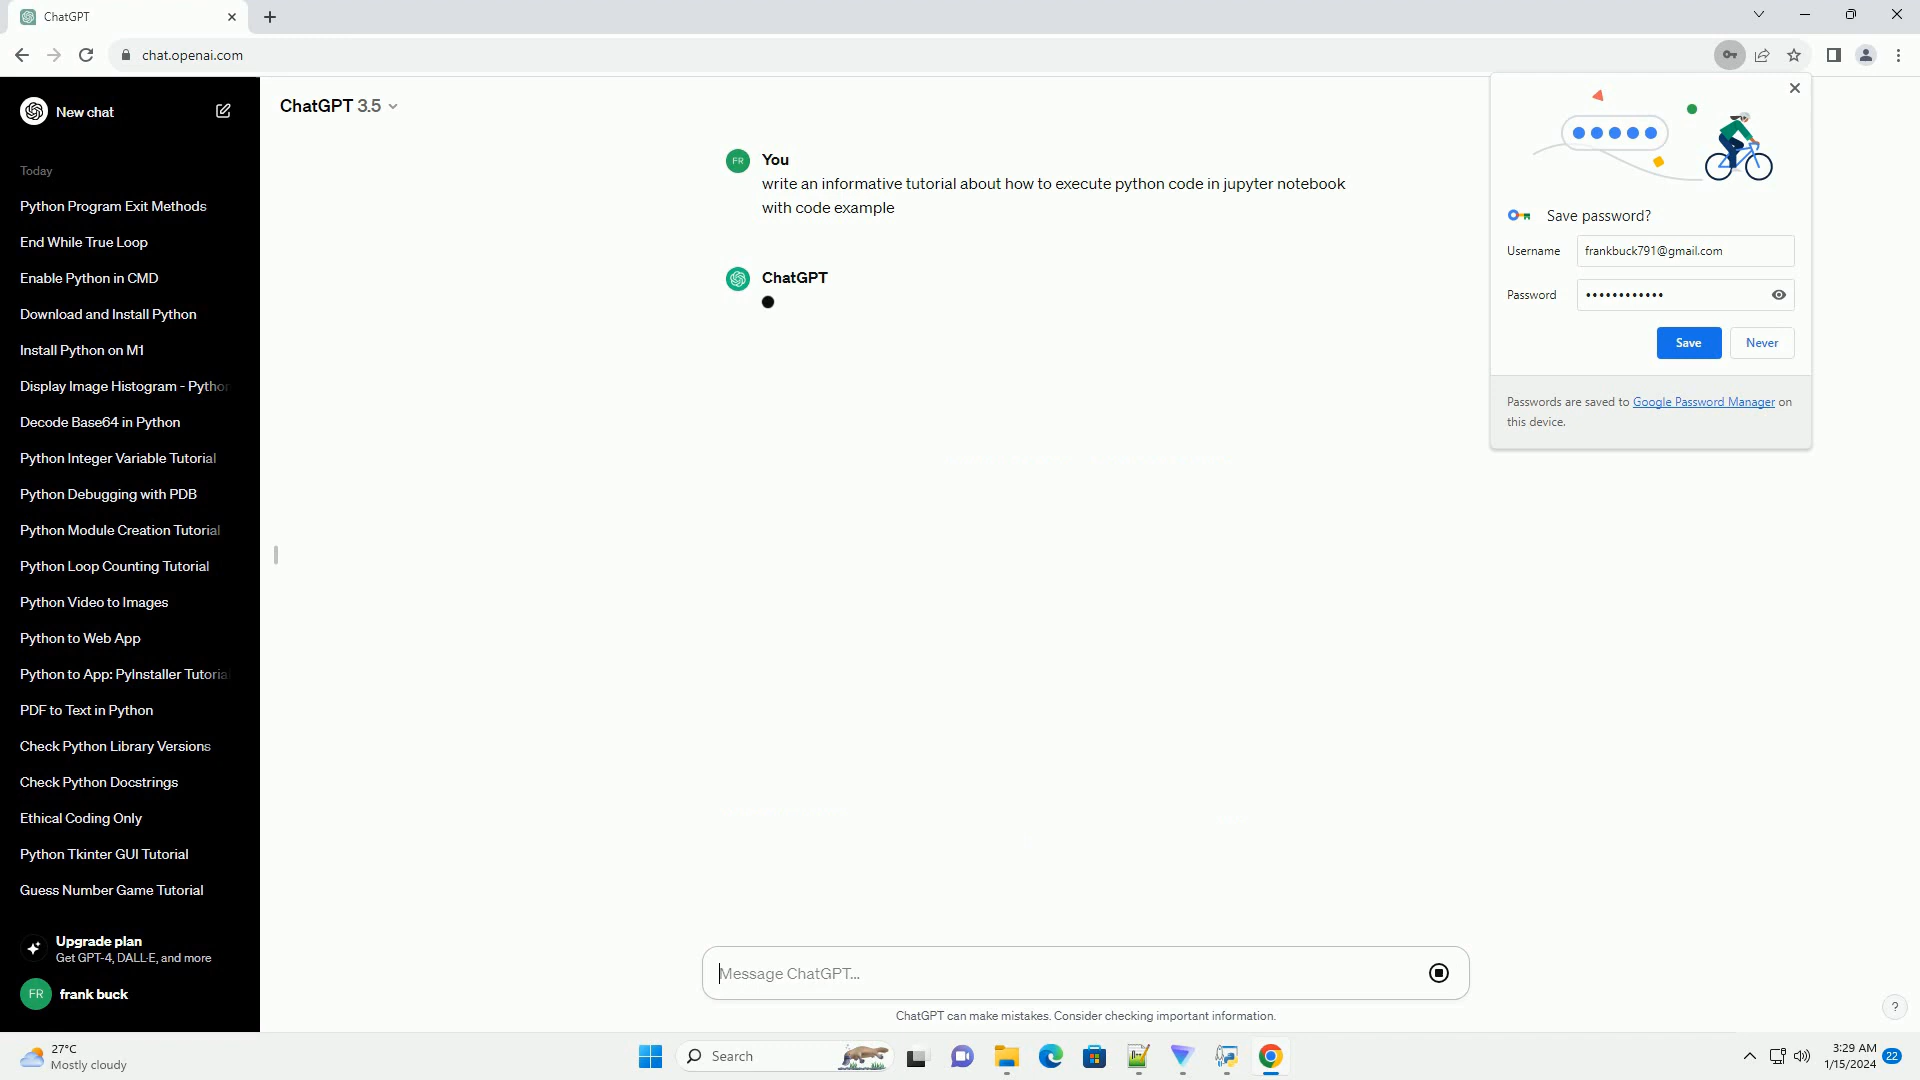 ChatGPT
chat.openai.com
New chat
Today
Python Program Exit Methods
End While True Loop
Enable Python in CMD
Download and Install Python
Install Python on M1
Display Image Histogram - Python
Decode Base64 in Python
Python Integer Variable Tutorial
Python Debugging with PDB
Python Module Creation Tutorial
Python Loop Counting Tutorial
Python Video to Images
Python to Web App
Python to App: PyInstaller Tutorial
PDF to Text in Python
Check Python Library Versions
Check Python Docstrings
Ethical Coding Only
Python Tkinter GUI Tutorial
Guess Number Game Tutorial
Upgrade plan
Get GPT-4, DALL·E, and more
FR frank buck
ChatGPT 3.5
FR You
write an informative tutorial about how to execute python code in jupyter notebook
with code example
ChatGPT
Message ChatGPT...
ChatGPT can make mistakes. Consider checking important information.
?
Save password?
Username frankbuck791@gmail.com
Password ••••••••••••
Save Never
Passwords are saved to Google Password Manager on
this device.
27°C
Mostly cloudy
Search
3:29 AM
1/15/2024
22